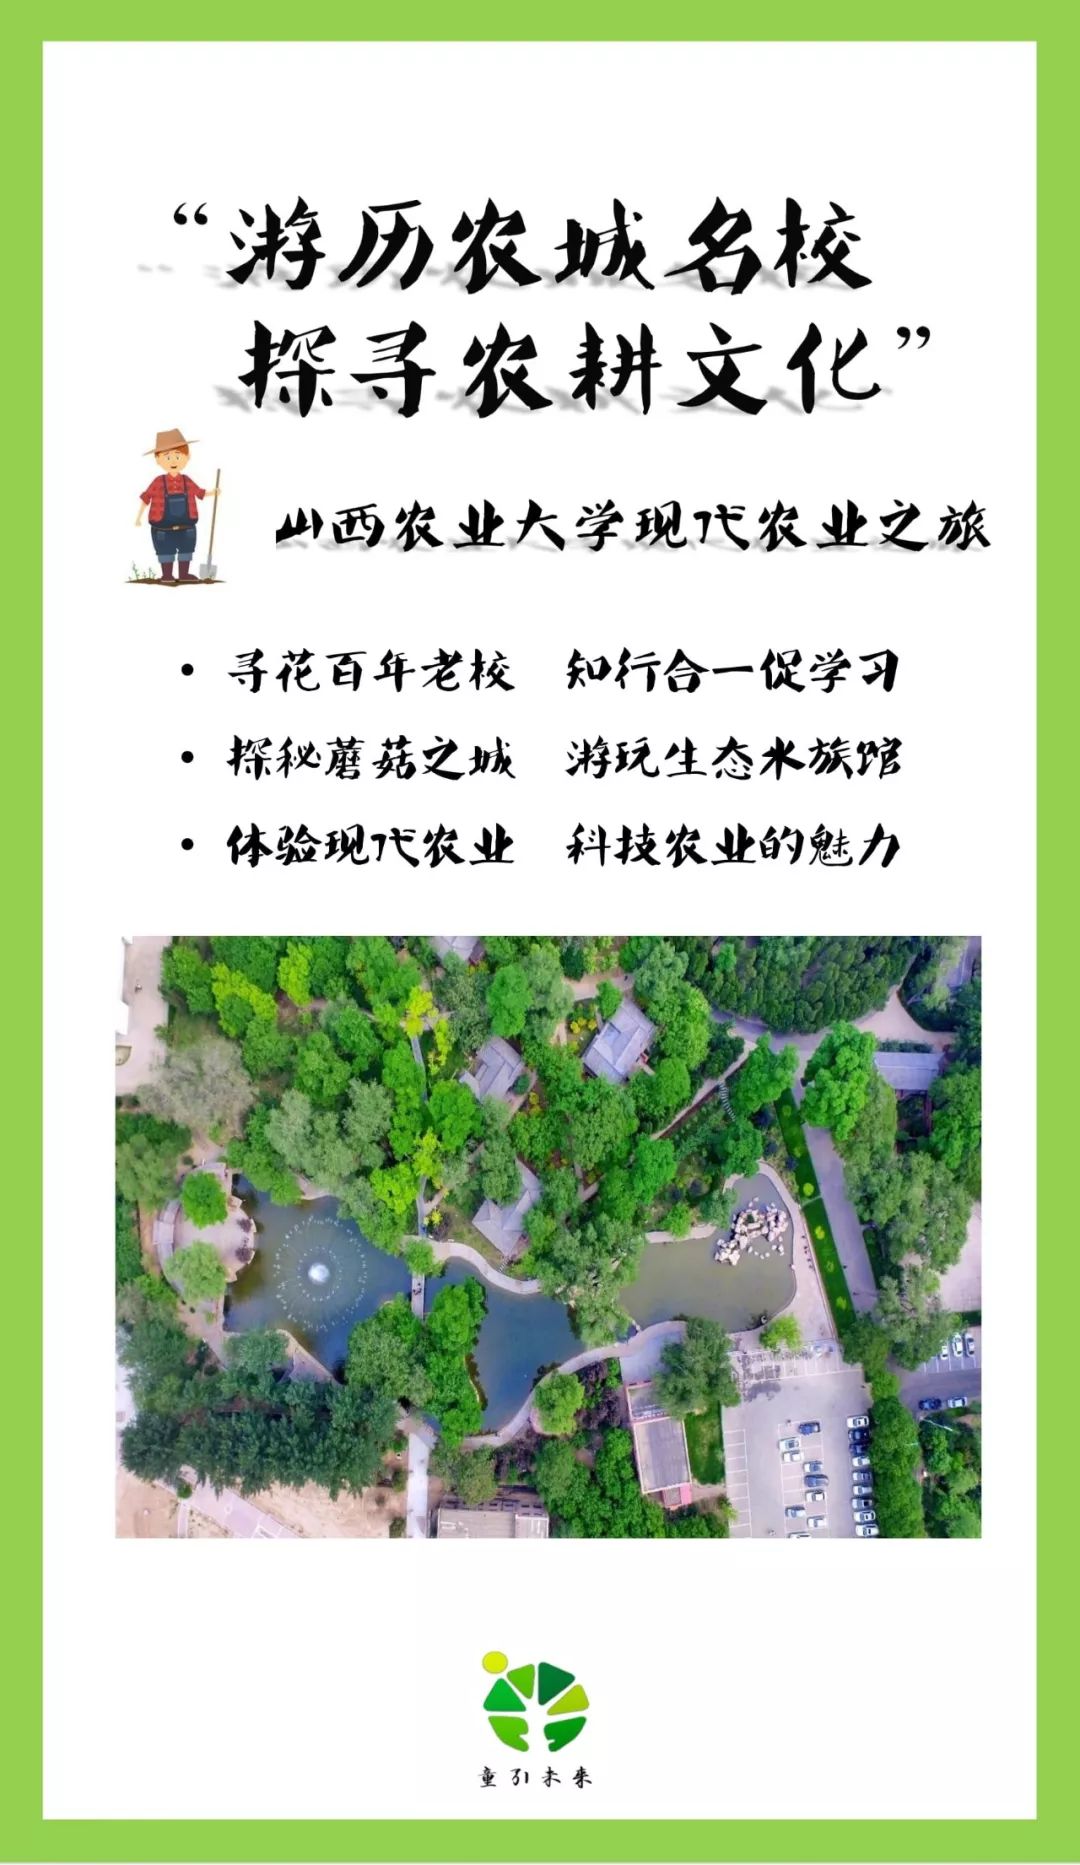 “游历农城名校
探寻农耕文化”
山西农业大学现代农业之旅
• 寻花百年老校 知行合一促学习
• 探秘蘑菇之城 游玩生态水族馆
• 体验现代农业 科技农业的魅力
童引未来